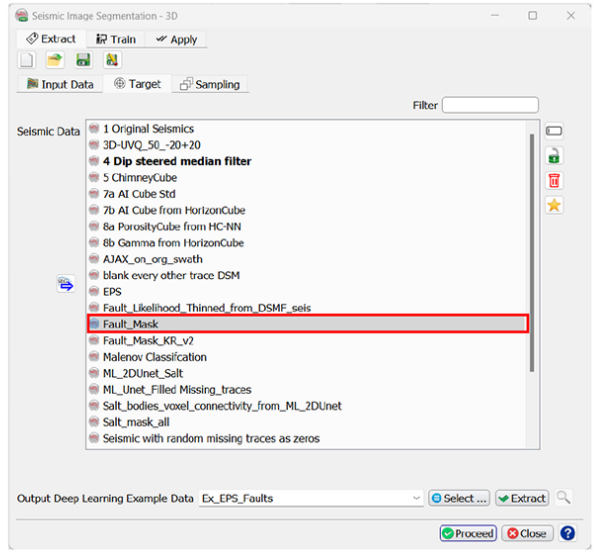 Seismic Image Segmentation - 3D
Extract Train Apply
Input Data Target Sampling
Filter
Seismic Data
1 Original Seismics
3D-UVQ_50_-20+20
4 Dip steered median filter
5 ChimneyCube
7a AI Cube Std
7b AI Cube from HorizonCube
8a PorosityCube from HC-NN
8b Gamma from HorizonCube
AJAX_on_org_swath
blank every other trace DSM
EPS
Fault_Likelihood_Thinned_from_DSMF_seis
Fault_Mask
Fault_Mask_KR_v2
Malenov Classifcation
ML_2DUnet_Salt
ML_Unet_Filled Missing_traces
Salt_bodies_voxel_connectivity_from_ML_2DUnet
Salt_mask_all
Seismic with random missing traces as zeros
Output Deep Learning Example Data Ex_EPS_Faults Select ... Extract
Proceed Close ?